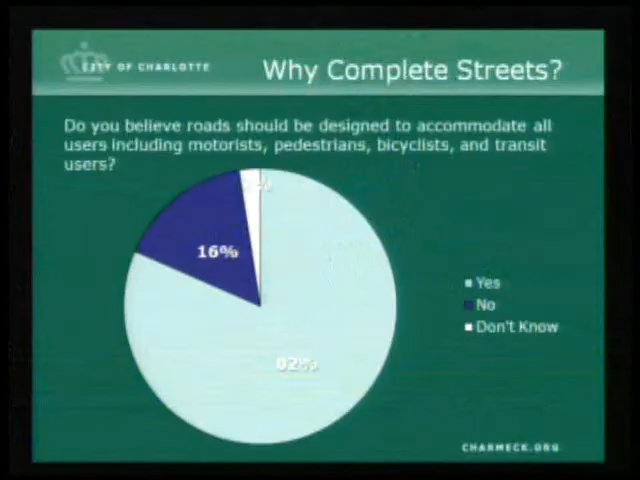 CITY OF CHARLOTTE
Why Complete Streets?
Do you believe roads should be designed to accommodate all
users including motorists, pedestrians, bicyclists, and transit
users?
%
16%
82%
Yes
No
Don't Know
CHARMECK.ORG